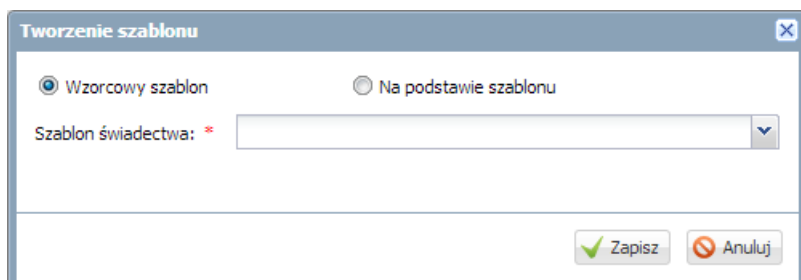 Tworzenie szablonu
Wzorcowy szablon Na podstawie szablonu
Szablon świadectwa: *
Zapisz Anuluj